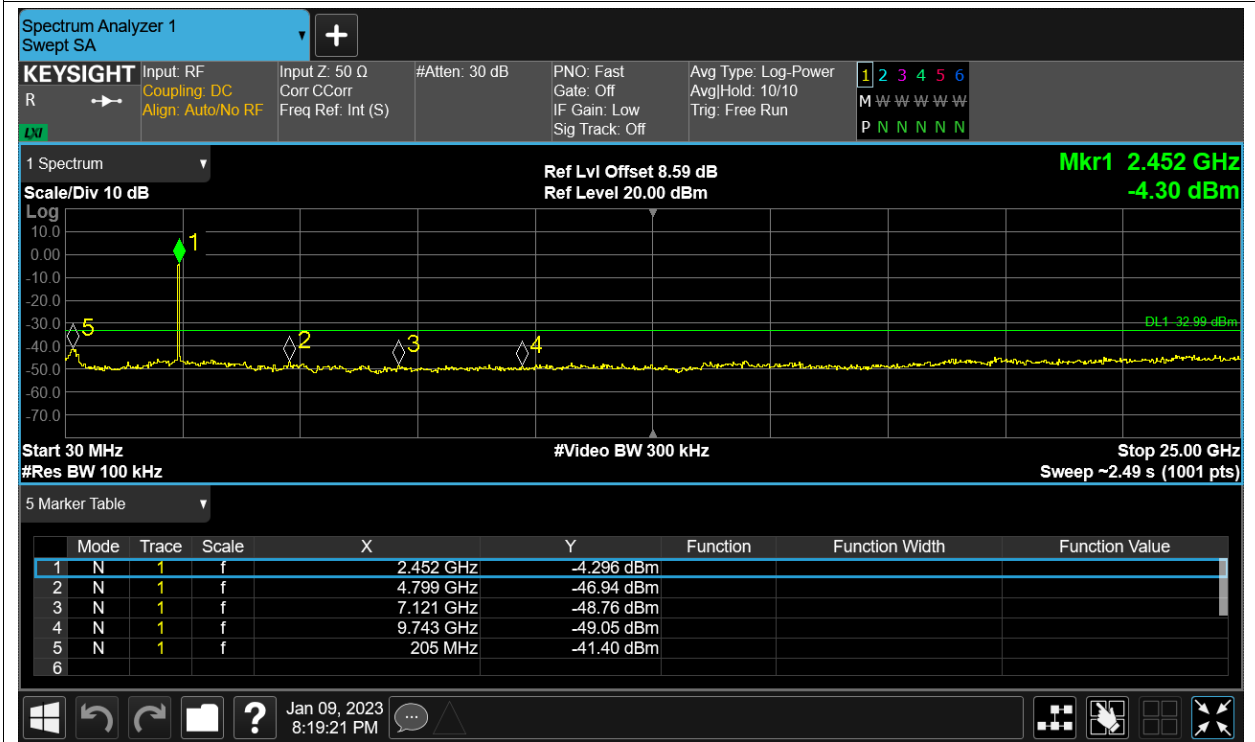 Spectrum Analyzer 1
Swept SA
+
KEYSIGHT
R
LXI
Input: RF
Coupling: DC
Align: Auto/No RF
Input Z: 50 Ω
Corr CCorr
Freq Ref: Int (S)
#Atten: 30 dB
PNO: Fast
Gate: Off
IF Gain: Low
Sig Track: Off
Avg Type: Log-Power
Avg|Hold: 10/10
Trig: Free Run
1 2 3 4 5 6
M W W W W W
P N N N N N
1 Spectrum
Scale/Div 10 dB
Ref Lvl Offset 8.59 dB
Ref Level 20.00 dBm
Mkr1 2.452 GHz
-4.30 dBm
Log
10.0
0.00
-10.0
-20.0
-30.0
-40.0
-50.0
-60.0
-70.0
1
5
2
3
4
DL1 -32.99 dBm
Start 30 MHz
#Res BW 100 kHz
#Video BW 300 kHz
Stop 25.00 GHz
Sweep ~2.49 s (1001 pts)
5 Marker Table
Mode Trace Scale X Y Function Function Width Function Value
1 N 1 f 2.452 GHz -4.296 dBm
2 N 1 f 4.799 GHz -46.94 dBm
3 N 1 f 7.121 GHz -48.76 dBm
4 N 1 f 9.743 GHz -49.05 dBm
5 N 1 f 205 MHz -41.40 dBm
6
?
Jan 09, 2023
8:19:21 PM